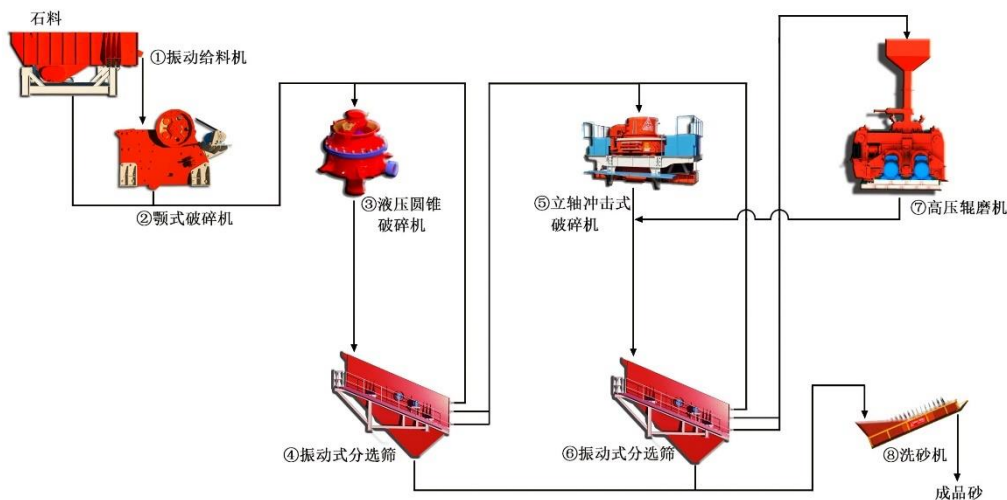 石料
①振动给料机
②颚式破碎机
③液压圆锥
破碎机
④振动式分选筛
⑤立轴冲击式
破碎机
⑥振动式分选筛
⑦高压辊磨机
⑧洗砂机
成品砂